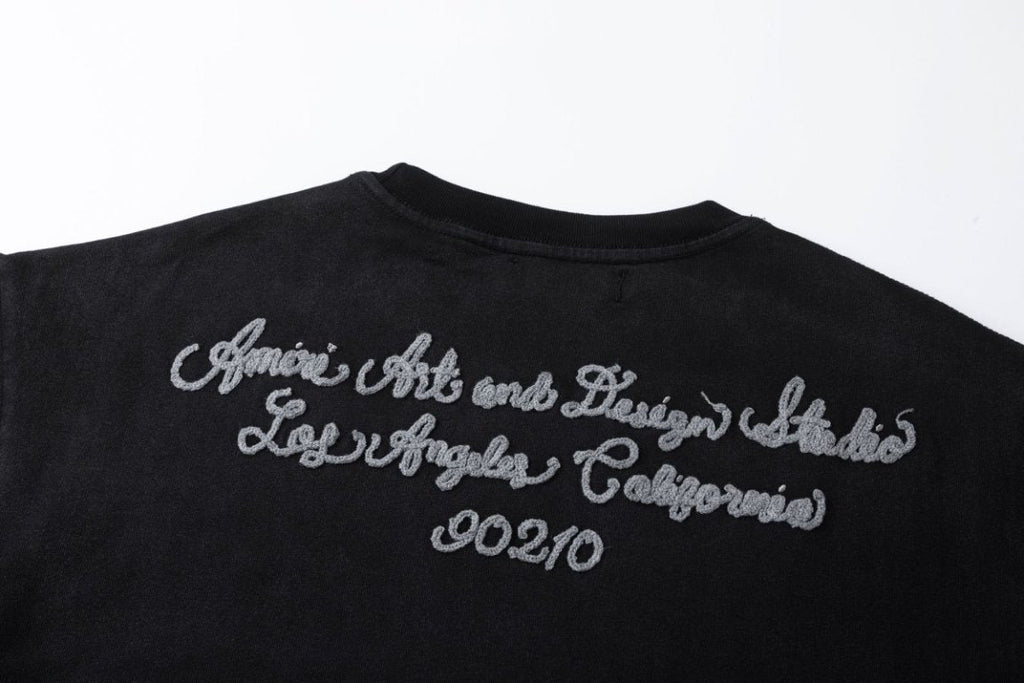 Amiri Art and Design Studio
Los Angeles California
90210